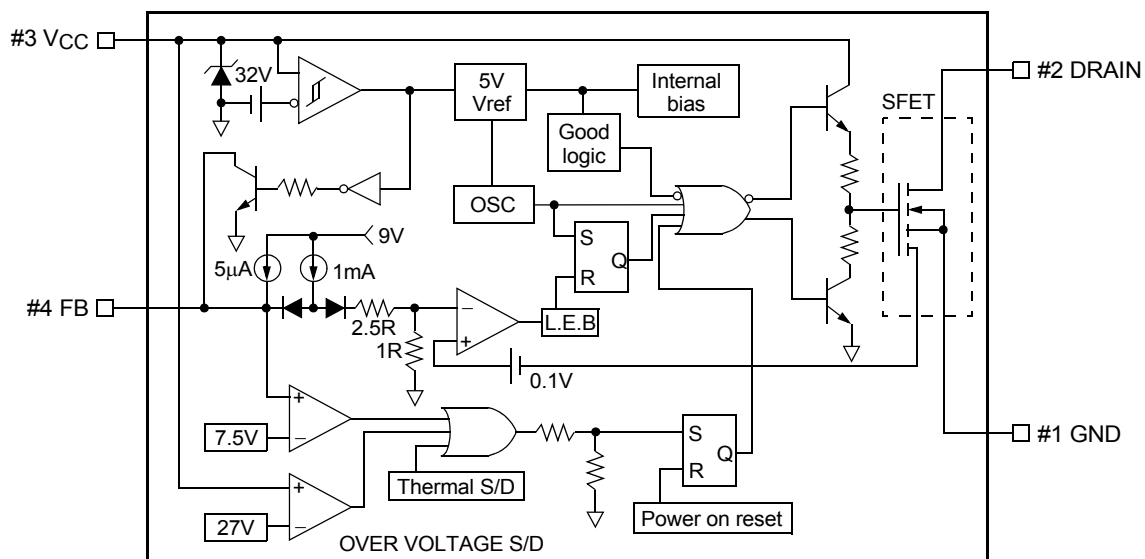 #3 VCC
32V
5V
Vref
Internal
bias
#2 DRAIN
SFET
Good
logic
OSC
S
R
Q
9V
5μA
1mA
#4 FB
2.5R
1R
−
+
L.E.B
0.1V
+
−
7.5V
Thermal S/D
S
R
Q
#1 GND
+
−
27V
Power on reset
OVER VOLTAGE S/D